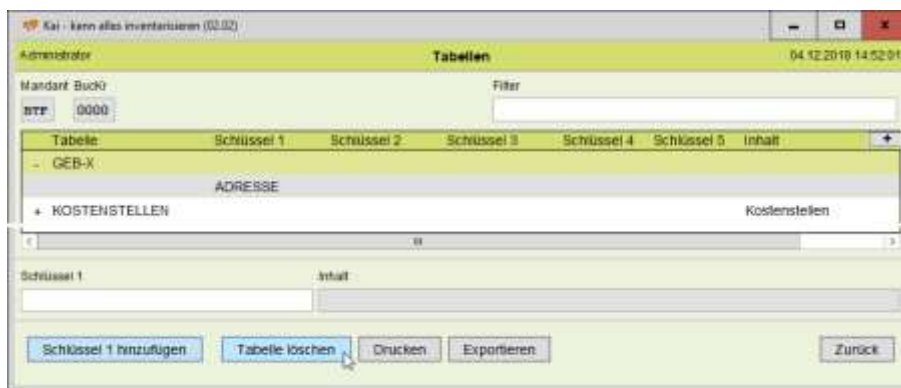 Kai - kann alles inventarisieren (02.02)
Administrator Tabellen 04.12.2018 14:52:01
Mandant BucKr Filter
BTF 0000
Tabelle Schlüssel 1 Schlüssel 2 Schlüssel 3 Schlüssel 4 Schlüssel 5 Inhalt +
- GEB-X
ADRESSE
+ KOSTENSTELLEN Kostenstellen
Schlüssel 1 Inhalt
Schlüssel 1 hinzufügen Tabelle löschen Drucken Exportieren Zurück